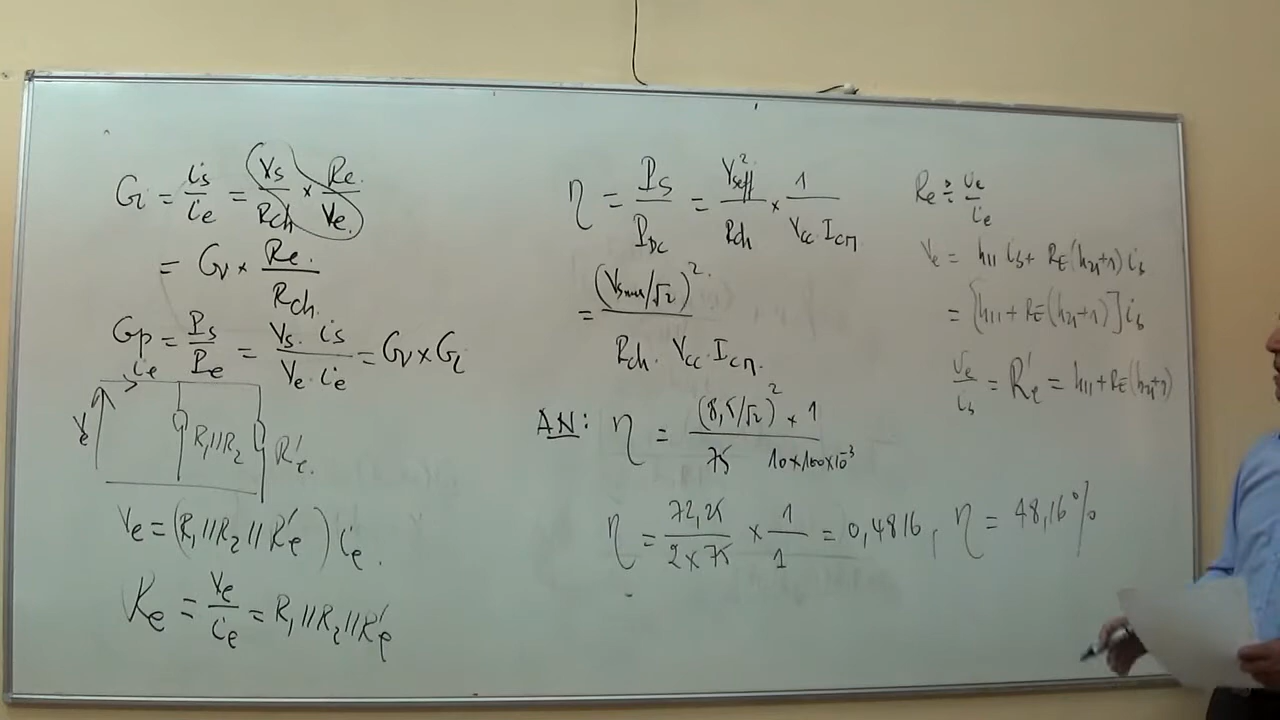 Gi = is/ie = Vs/Rch × Re/Ve
= Gv × Re/Rch
Gp = Ps/Pe = Vs·is/Ve·ie = Gv × Gi
ie
Ve
R1//R2
R'e
Ve = (R1//R2//R'e) ie
Re = Ve/ie = R1//R2//R'e
η = Ps/PDC = V²seff/Rch × 1/Vcc ICM
= (Vsmax/√2)²/Rch·Vcc·ICM
AN: η = (8,5/√2)² × 1/75 10×100×10⁻³
η = 72,25/2×75 × 1/1 = 0,4816, η = 48,16%
Re ≜ Ve/ie
Ve = h11 ib + RE(h21+1) ib
= [h11 + RE(h21+1)] ib
Ve/ib = R'e = h11 + RE(h21+1)